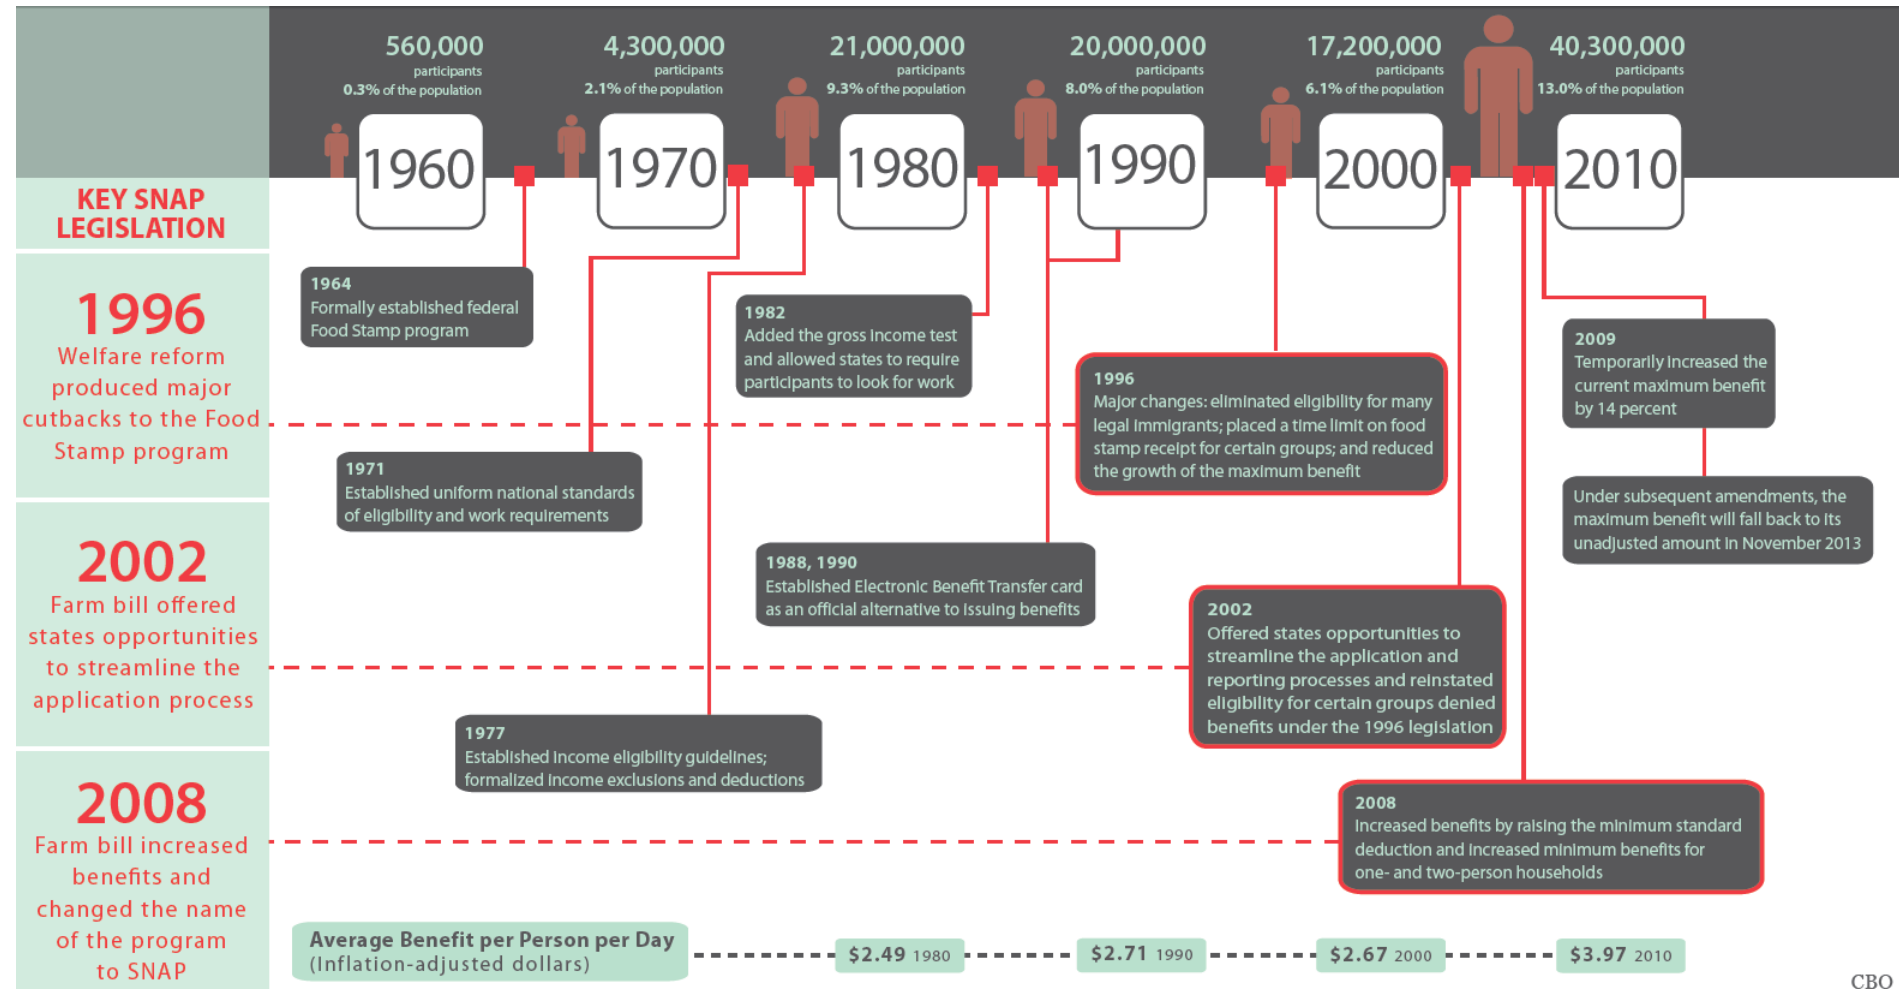 560,000
participants
0.3% of the population
4,300,000
participants
2.1% of the population
21,000,000
participants
9.3% of the population
20,000,000
participants
8.0% of the population
17,200,000
participants
6.1% of the population
40,300,000
participants
13.0% of the population
1960
1970
1980
1990
2000
2010
KEY SNAP
LEGISLATION
1996
Welfare reform
produced major
cutbacks to the Food
Stamp program
2002
Farm bill offered
states opportunities
to streamline the
application process
2008
Farm bill increased
benefits and
changed the name
of the program
to SNAP
1964
Formally established federal
Food Stamp program
1971
Established uniform national standards
of eligibility and work requirements
1977
Established income eligibility guidelines;
formalized income exclusions and deductions
1982
Added the gross income test
and allowed states to require
participants to look for work
1988, 1990
Established Electronic Benefit Transfer card
as an official alternative to issuing benefits
1996
Major changes: eliminated eligibility for many
legal immigrants; placed a time limit on food
stamp receipt for certain groups; and reduced
the growth of the maximum benefit
2002
Offered states opportunities to
streamline the application and
reporting processes and reinstated
eligibility for certain groups denied
benefits under the 1996 legislation
2008
Increased benefits by raising the minimum standard
deduction and increased minimum benefits for
one- and two-person households
2009
Temporarily increased the
current maximum benefit
by 14 percent
Under subsequent amendments, the
maximum benefit will fall back to its
unadjusted amount in November 2013
Average Benefit per Person per Day
(Inflation-adjusted dollars)
$2.49 1980
$2.71 1990
$2.67 2000
$3.97 2010
CBO